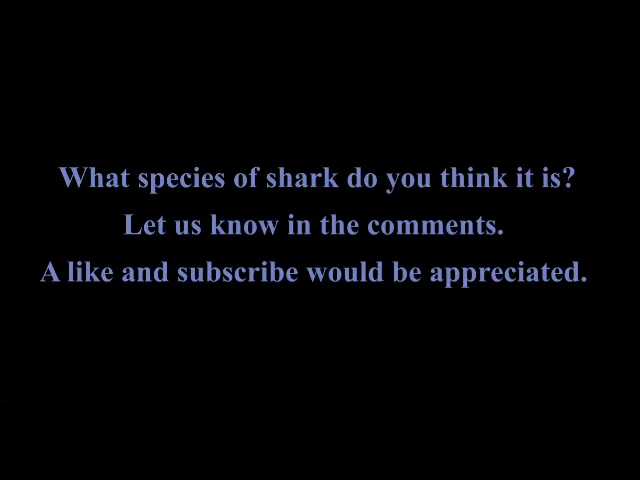 What species of shark do you think it is?
Let us know in the comments.
A like and subscribe would be appreciated.